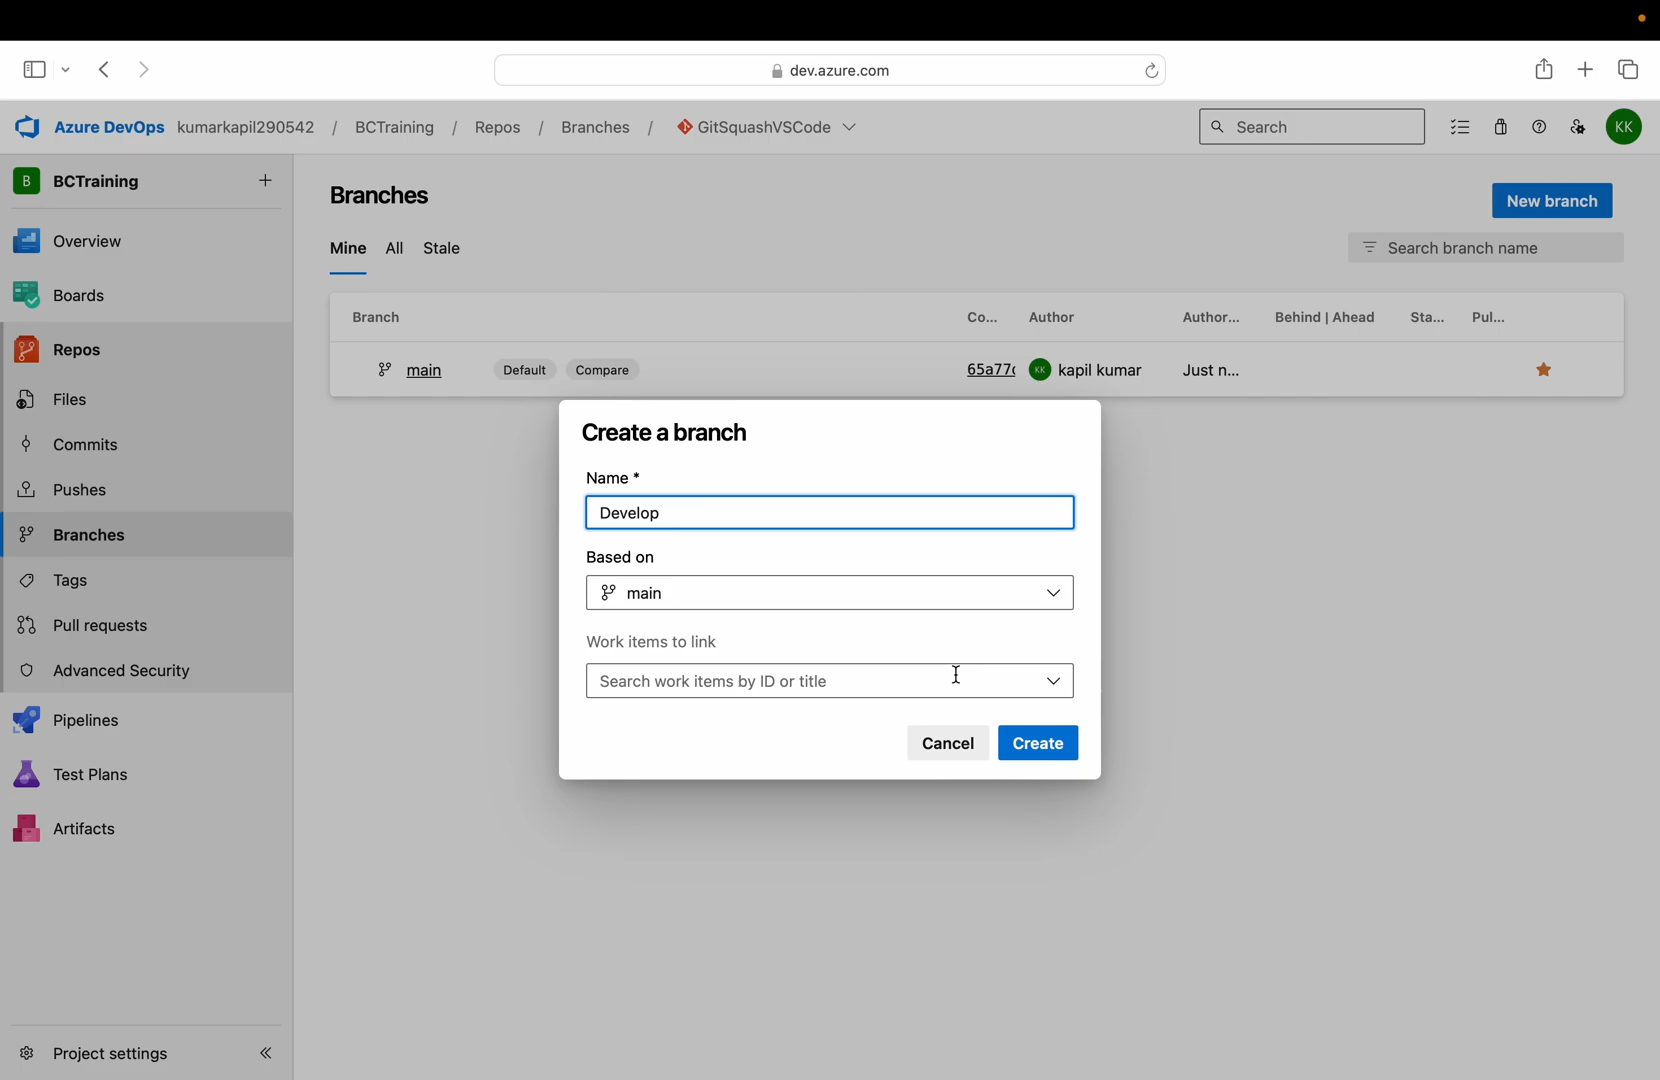 dev.azure.com
Azure DevOps kumarkapil290542 / BCTraining / Repos / Branches / GitSquashVSCode
Search
KK
B BCTraining
Overview
Boards
Repos
Files
Commits
Pushes
Branches
Tags
Pull requests
Advanced Security
Pipelines
Test Plans
Artifacts
Project settings
Branches
New branch
Mine All Stale
Search branch name
Branch Co... Author Author... Behind | Ahead Sta... Pul...
main Default Compare 65a77 KK kapil kumar Just n...
Create a branch
Name *
Develop
Based on
main
Work items to link
Search work items by ID or title
Cancel Create